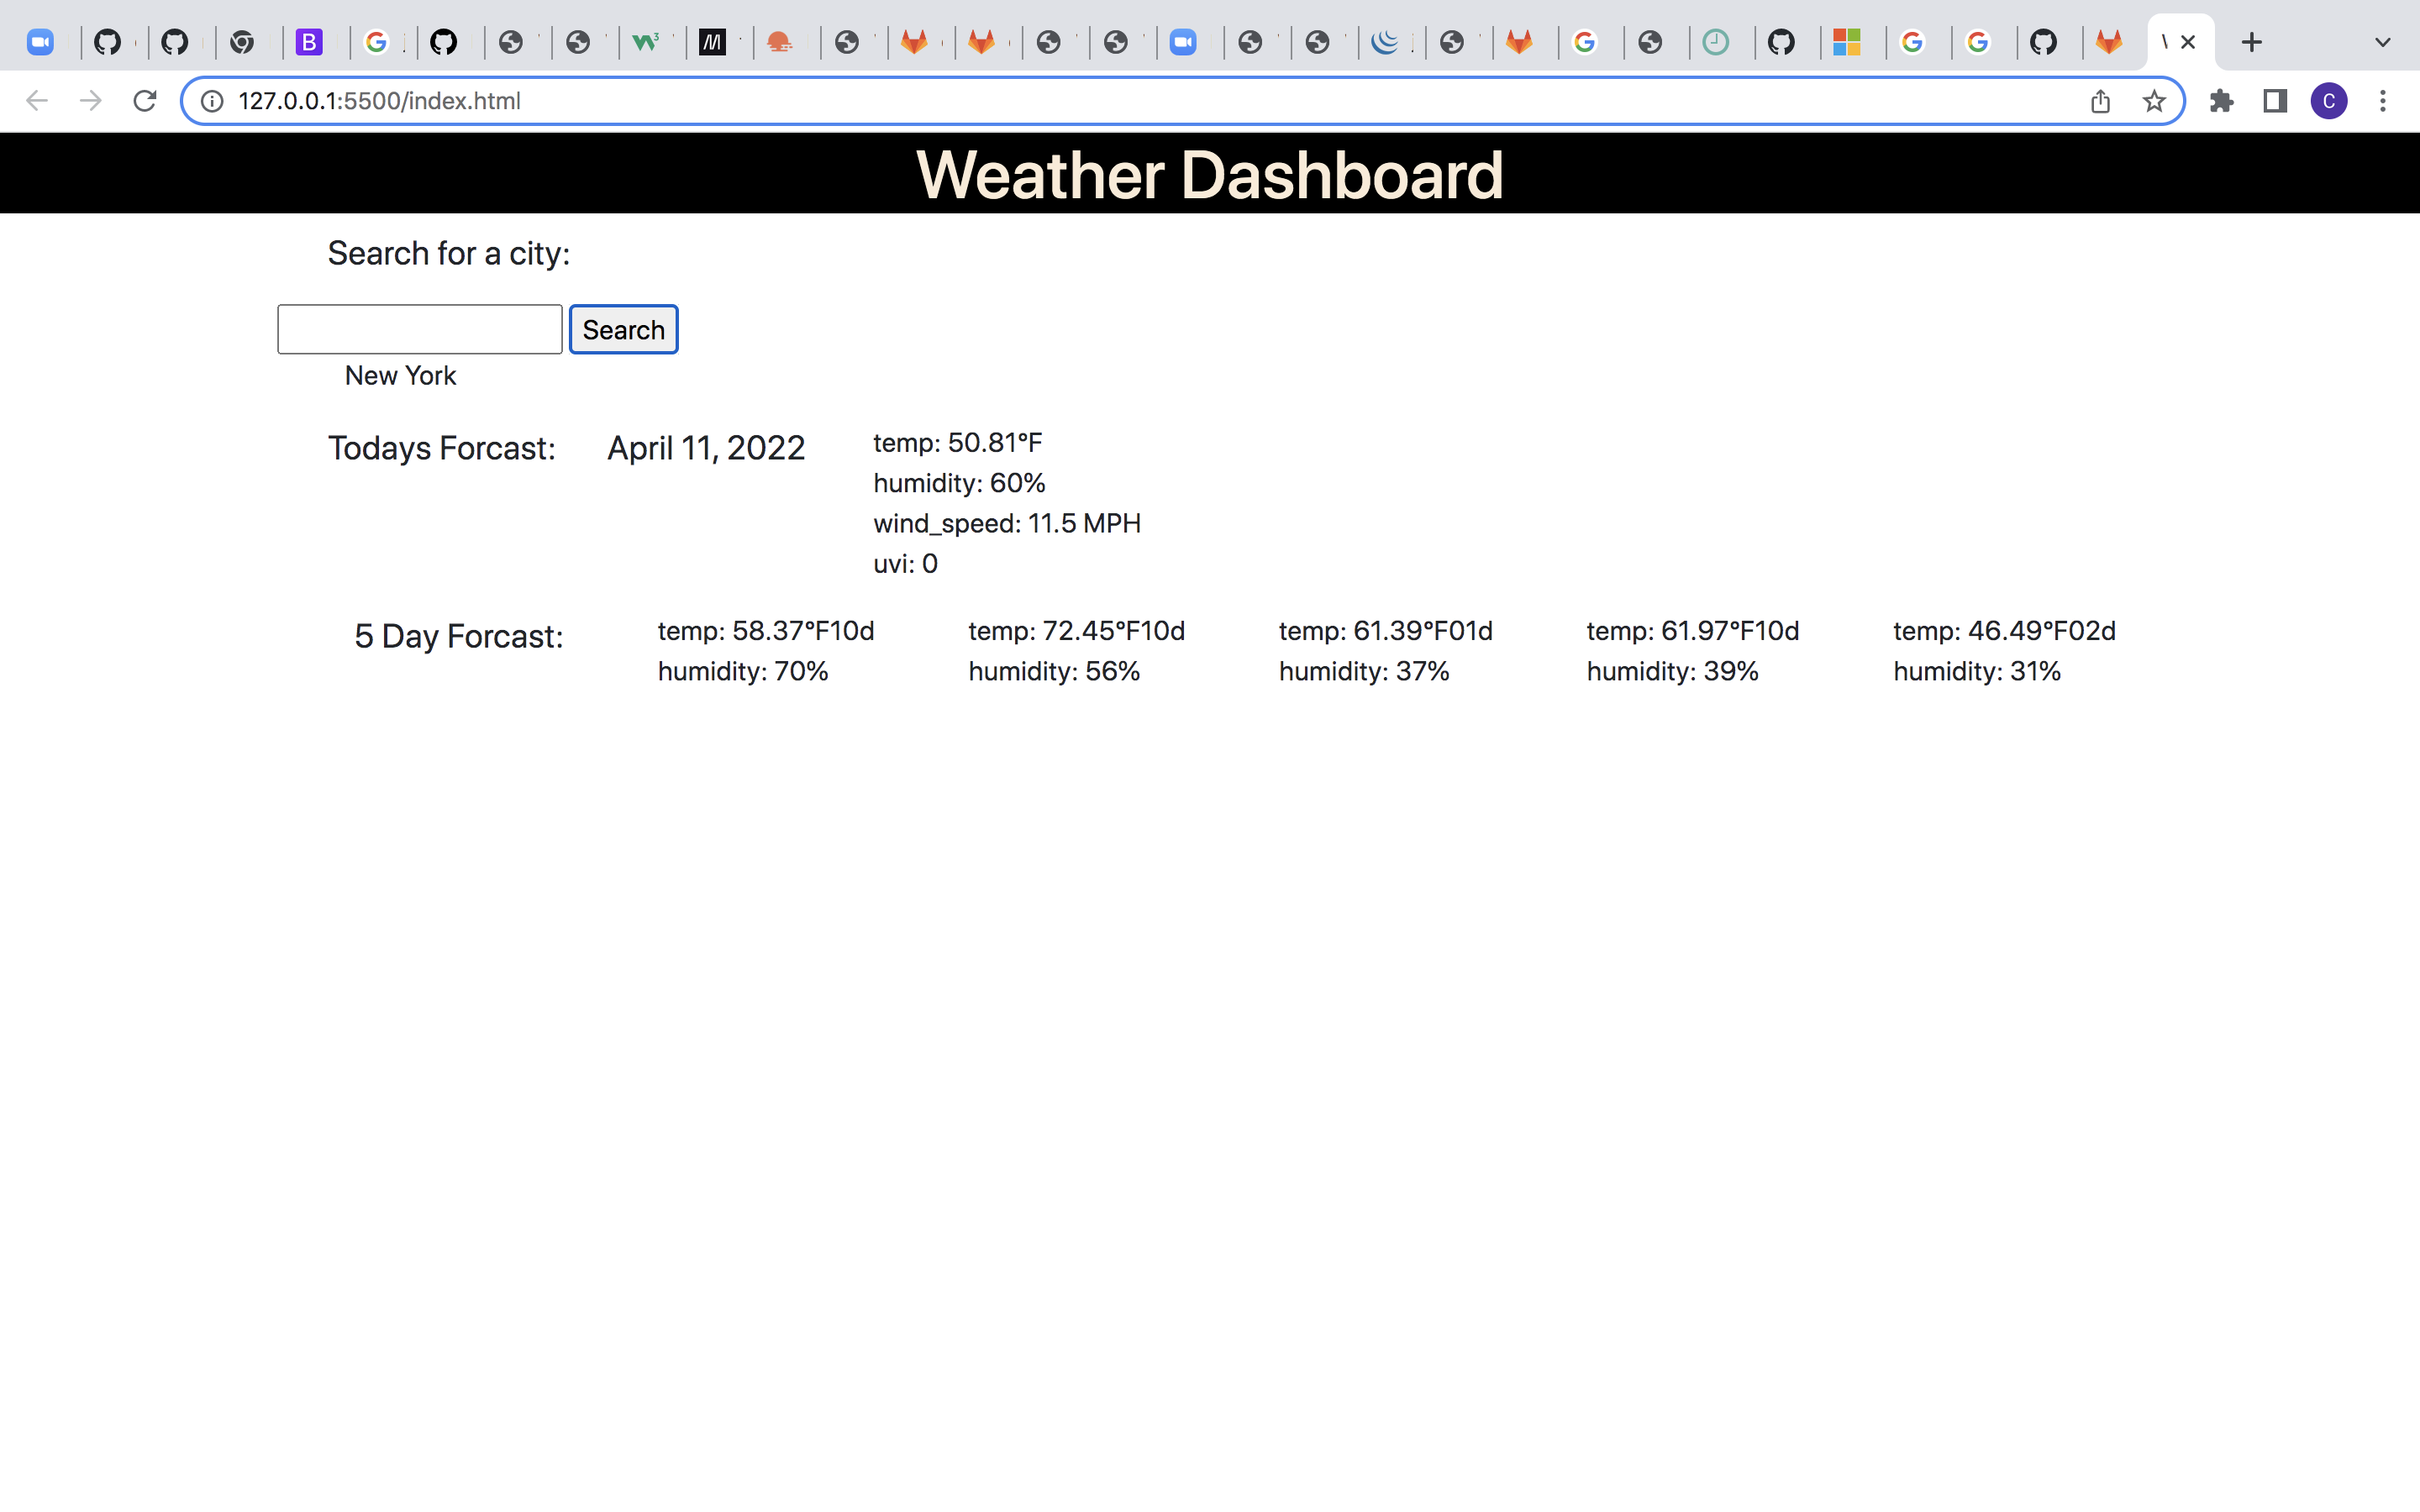 127.0.0.1:5500/index.html
Weather Dashboard
Search for a city:
Search
New York
Todays Forcast: April 11, 2022 temp: 50.81°F
humidity: 60%
wind_speed: 11.5 MPH
uvi: 0
5 Day Forcast: temp: 58.37°F10d temp: 72.45°F10d temp: 61.39°F01d temp: 61.97°F10d temp: 46.49°F02d
humidity: 70% humidity: 56% humidity: 37% humidity: 39% humidity: 31%